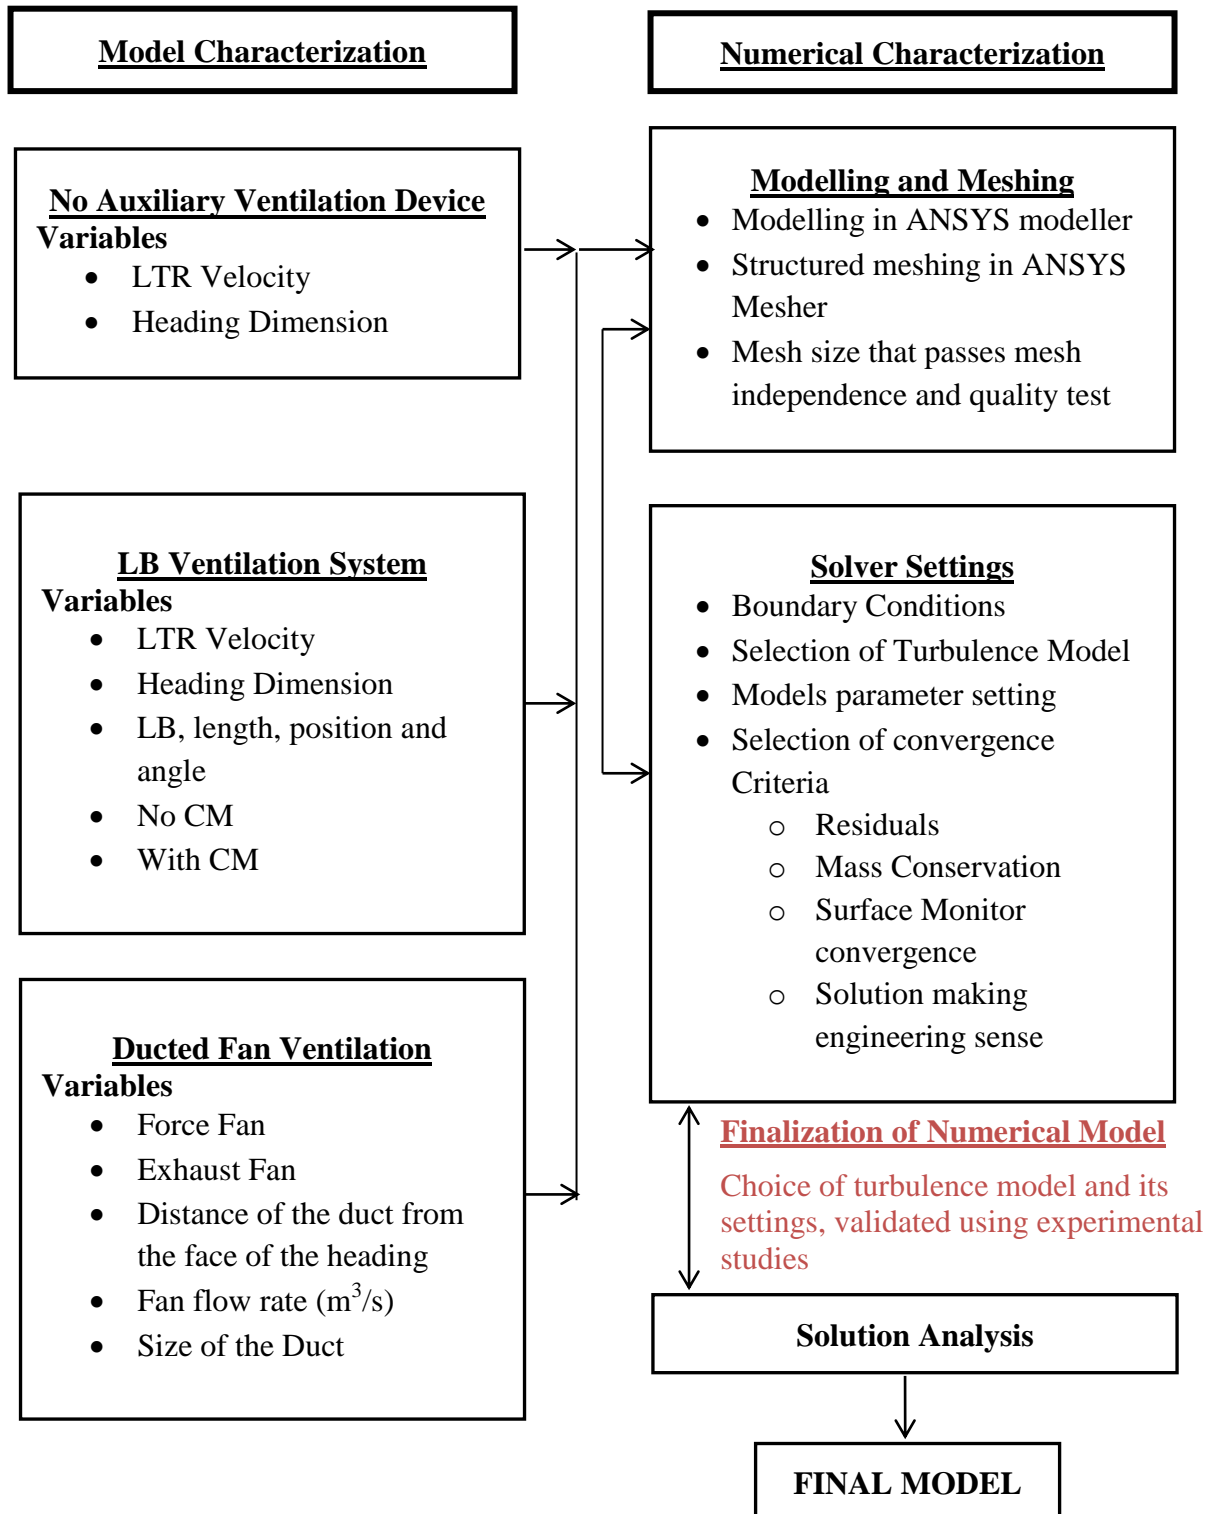 Model Characterization
No Auxiliary Ventilation Device
Variables
• LTR Velocity
• Heading Dimension
LB Ventilation System
Variables
• LTR Velocity
• Heading Dimension
• LB, length, position and
angle
• No CM
• With CM
Ducted Fan Ventilation
Variables
• Force Fan
• Exhaust Fan
• Distance of the duct from
the face of the heading
• Fan flow rate (m³/s)
• Size of the Duct
Numerical Characterization
Modelling and Meshing
• Modelling in ANSYS modeller
• Structured meshing in ANSYS
Mesher
• Mesh size that passes mesh
independence and quality test
Solver Settings
• Boundary Conditions
• Selection of Turbulence Model
• Models parameter setting
• Selection of convergence
Criteria
o Residuals
o Mass Conservation
o Surface Monitor
convergence
o Solution making
engineering sense
Finalization of Numerical Model
Choice of turbulence model and its
settings, validated using experimental
studies
Solution Analysis
FINAL MODEL